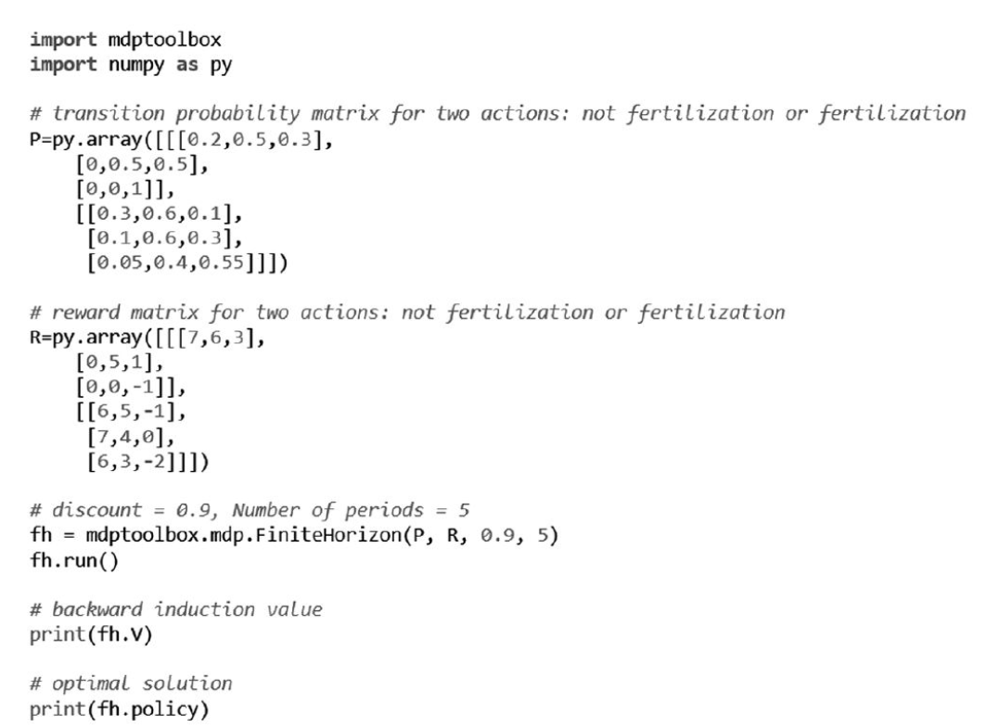 import mdptoolbox
import numpy as py
# transition probability matrix for two actions: not fertilization or fertilization
P=py.array([[[0.2,0.5,0.3],
[0,0.5,0.5],
[0,0,1]],
[[0.3,0.6,0.1],
[0.1,0.6,0.3],
[0.05,0.4,0.55]]])
# reward matrix for two actions: not fertilization or fertilization
R=py.array([[[7,6,3],
[0,5,1],
[0,0,-1]],
[[6,5,-1],
[7,4,0],
[6,3,-2]]])
# discount = 0.9, Number of periods = 5
fh = mdptoolbox.mdp.FiniteHorizon(P, R, 0.9, 5)
fh.run()
# backward induction value
print(fh.V)
# optimal solution
print(fh.policy)